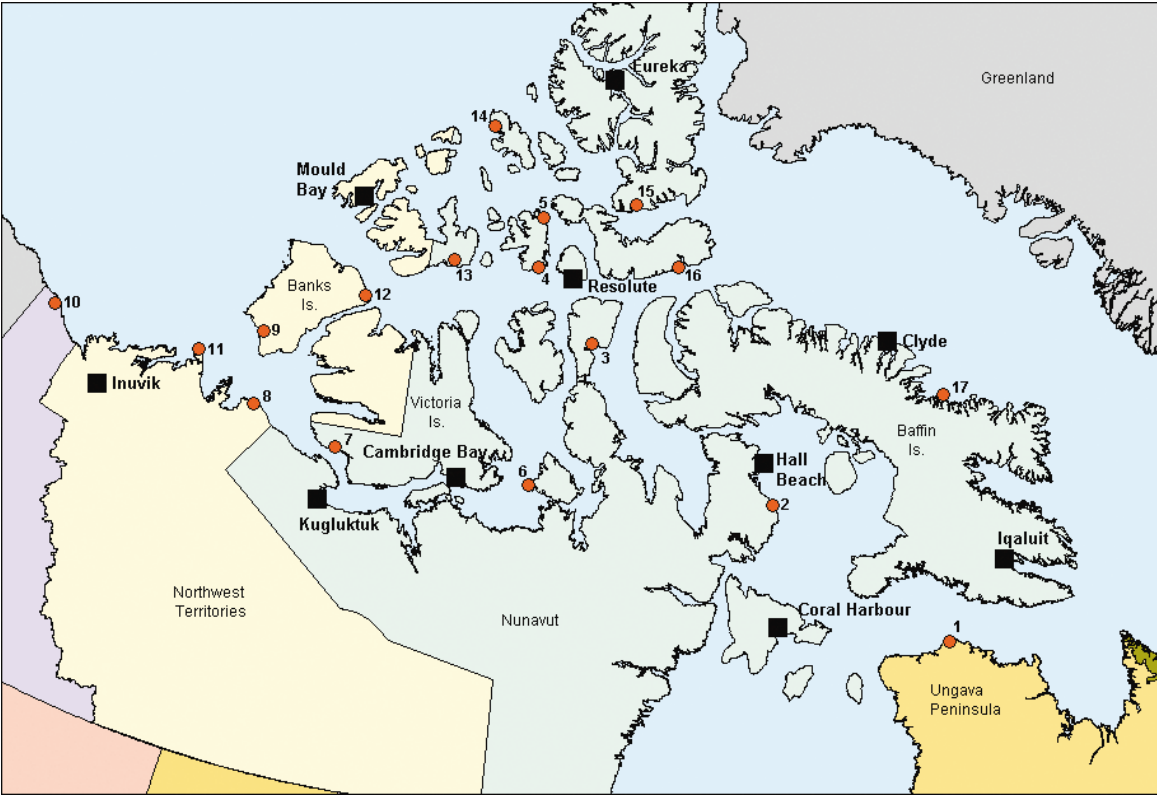 Eureka
Greenland
14
Mould
Bay
15
5
13
4
16
Resolute
Banks
Is.
12
10
9
11
3
Clyde
Inuvik
8
Victoria
Is.
17
7
Cambridge Bay
Baffin
Is.
6
Hall
Beach
2
Kugluktuk
Iqaluit
Northwest
Territories
Nunavut
Coral Harbour
1
Ungava
Peninsula